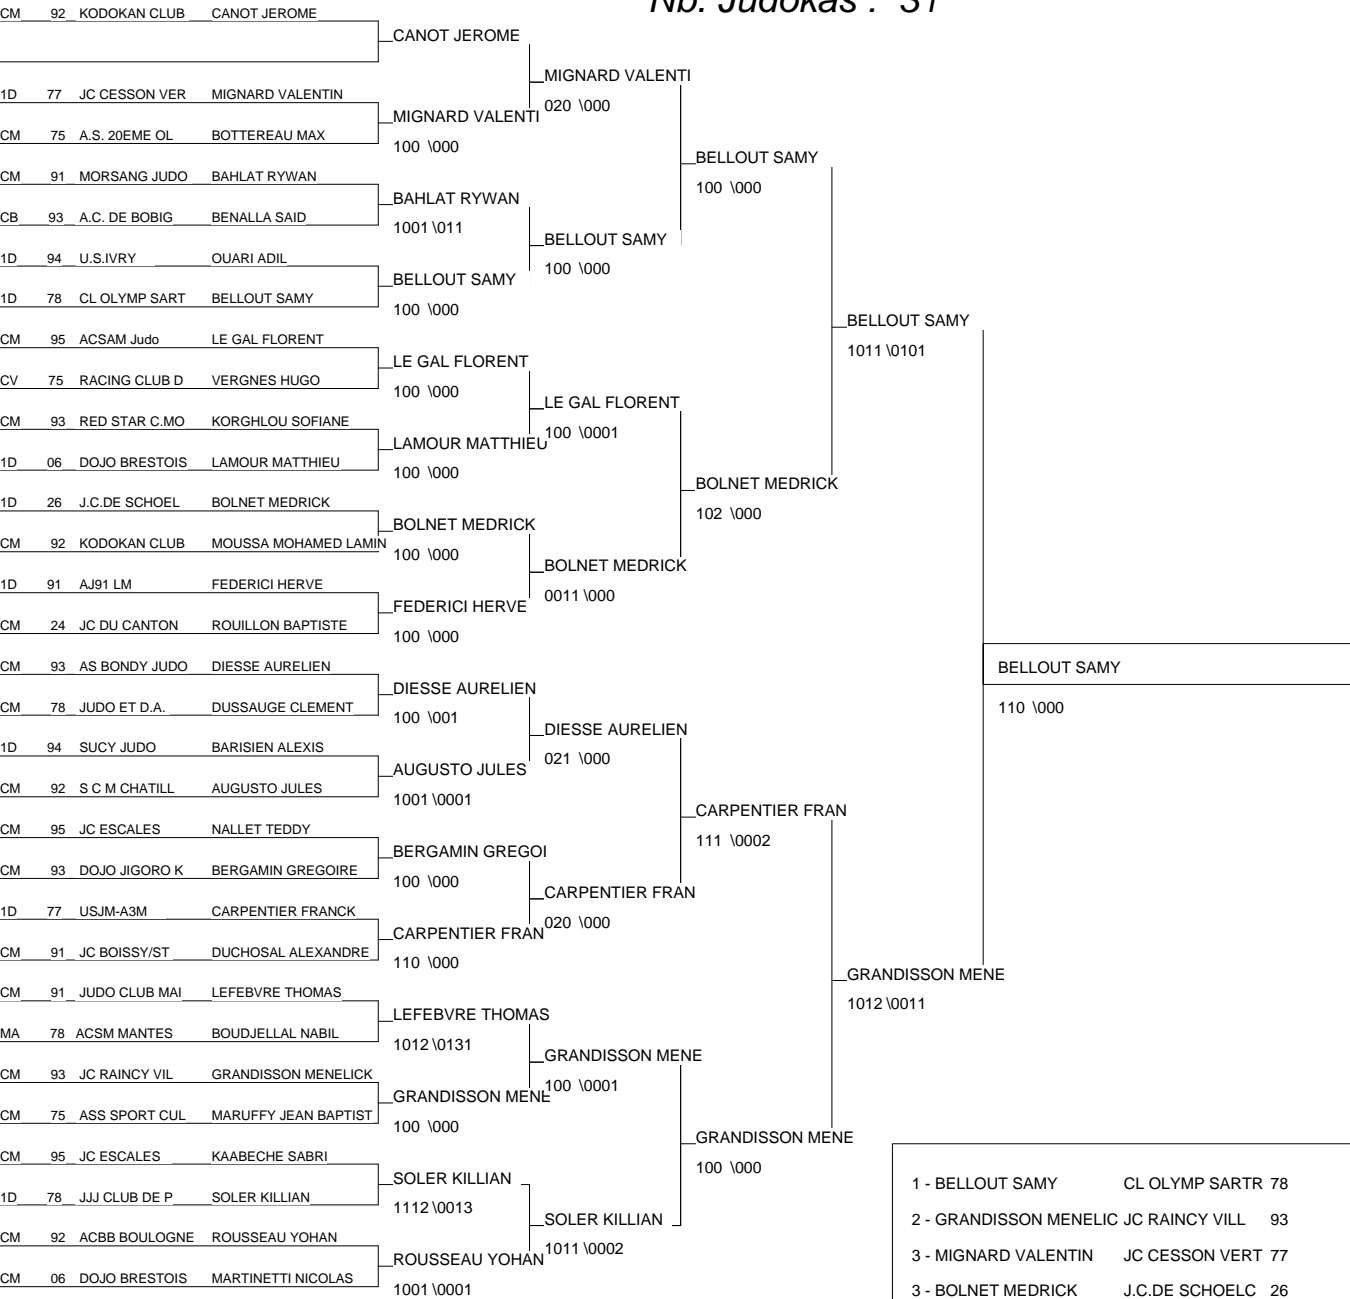 Nb. Judokas : 31
CM 92 KODOKAN CLUB CANOT JEROME
CANOT JEROME
MIGNARD VALENTI
020 \000
1D 77 JC CESSON VER MIGNARD VALENTIN
MIGNARD VALENTI
100 \000
CM 75 A.S. 20EME OL BOTTEREAU MAX
BELLOUT SAMY
100 \000
CM 91 MORSANG JUDO BAHLAT RYWAN
BAHLAT RYWAN
1001 \011
CB 93 A.C. DE BOBIG BENALLA SAID
BELLOUT SAMY
100 \000
1D 94 U.S.IVRY OUARI ADIL
BELLOUT SAMY
100 \000
1D 78 CL OLYMP SART BELLOUT SAMY
BELLOUT SAMY
1011 \0101
CM 95 ACSAM Judo LE GAL FLORENT
LE GAL FLORENT
100 \000
CV 75 RACING CLUB D VERGNES HUGO
LE GAL FLORENT
100 \0001
CM 93 RED STAR C.MO KORGHLOU SOFIANE
LAMOUR MATTHIEU
100 \000
1D 06 DOJO BRESTOIS LAMOUR MATTHIEU
BOLNET MEDRICK
102 \000
1D 26 J.C.DE SCHOEL BOLNET MEDRICK
BOLNET MEDRICK
100 \000
CM 92 KODOKAN CLUB MOUSSA MOHAMED LAMIN
BOLNET MEDRICK
0011 \000
1D 91 AJ91 LM FEDERICI HERVE
FEDERICI HERVE
100 \000
CM 24 JC DU CANTON ROUILLON BAPTISTE
BELLOUT SAMY
110 \000
CM 93 AS BONDY JUDO DIESSE AURELIEN
DIESSE AURELIEN
100 \001
CM 78 JUDO ET D.A. DUSSAUGE CLEMENT
DIESSE AURELIEN
021 \000
1D 94 SUCY JUDO BARISIEN ALEXIS
AUGUSTO JULES
1001 \0001
CM 92 S C M CHATILL AUGUSTO JULES
CARPENTIER FRAN
111 \0002
CM 95 JC ESCALES NALLET TEDDY
BERGAMIN GREGOI
100 \000
CM 93 DOJO JIGORO K BERGAMIN GREGOIRE
CARPENTIER FRAN
020 \000
1D 77 USJM-A3M CARPENTIER FRANCK
CARPENTIER FRAN
110 \000
CM 91 JC BOISSY/ST DUCHOSAL ALEXANDRE
GRANDISSON MENE
1012 \0011
CM 91 JUDO CLUB MAI LEFEBVRE THOMAS
LEFEBVRE THOMAS
1012 \0131
MA 78 ACSM MANTES BOUDJELLAL NABIL
GRANDISSON MENE
100 \0001
CM 93 JC RAINCY VIL GRANDISSON MENELICK
GRANDISSON MENE
100 \000
CM 75 ASS SPORT CUL MARUFFY JEAN BAPTIST
GRANDISSON MENE
100 \000
CM 95 JC ESCALES KAABECHE SABRI
SOLER KILLIAN
1112 \0013
1D 78 JJJ CLUB DE P SOLER KILLIAN
SOLER KILLIAN
1011 \0002
CM 92 ACBB BOULOGNE ROUSSEAU YOHAN
ROUSSEAU YOHAN
1001 \0001
CM 06 DOJO BRESTOIS MARTINETTI NICOLAS
1 - BELLOUT SAMY CL OLYMP SARTR 78
2 - GRANDISSON MENELIC JC RAINCY VILL 93
3 - MIGNARD VALENTIN JC CESSON VERT 77
3 - BOLNET MEDRICK J.C.DE SCHOELC 26